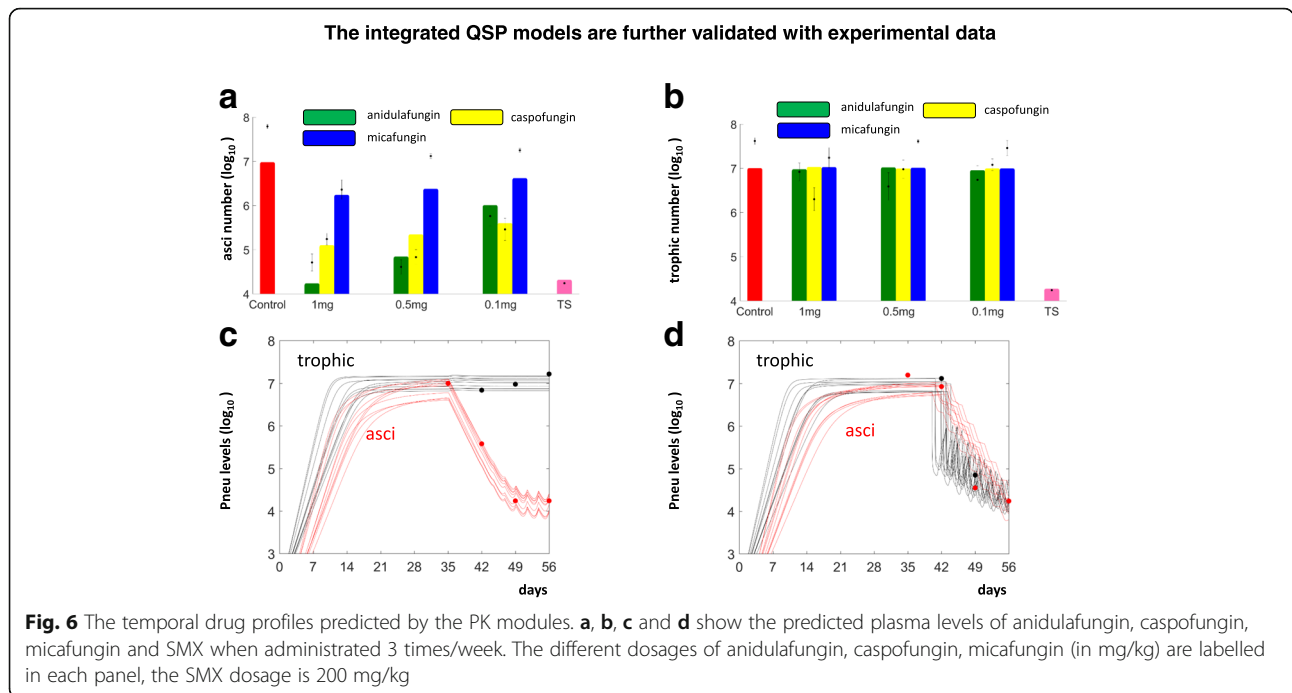 The integrated QSP models are further validated with experimental data
a
anidulafungin
caspofungin
micafungin
asci number (log10)
8
7
6
5
4
Control
1mg
0.5mg
0.1mg
TS
b
anidulafungin
caspofungin
micafungin
trophic number (log10)
8
7
6
5
4
Control
1mg
0.5mg
0.1mg
TS
c
trophic
asci
Pneu levels (log10)
8
7
6
5
4
3
0 7 14 21 28 35 42 49 56
days
d
trophic
asci
Pneu levels (log10)
8
7
6
5
4
3
0 7 14 21 28 35 42 49 56
days
Fig. 6 The temporal drug profiles predicted by the PK modules. a, b, c and d show the predicted plasma levels of anidulafungin, caspofungin,
micafungin and SMX when administrated 3 times/week. The different dosages of anidulafungin, caspofungin, micafungin (in mg/kg) are labelled
in each panel, the SMX dosage is 200 mg/kg